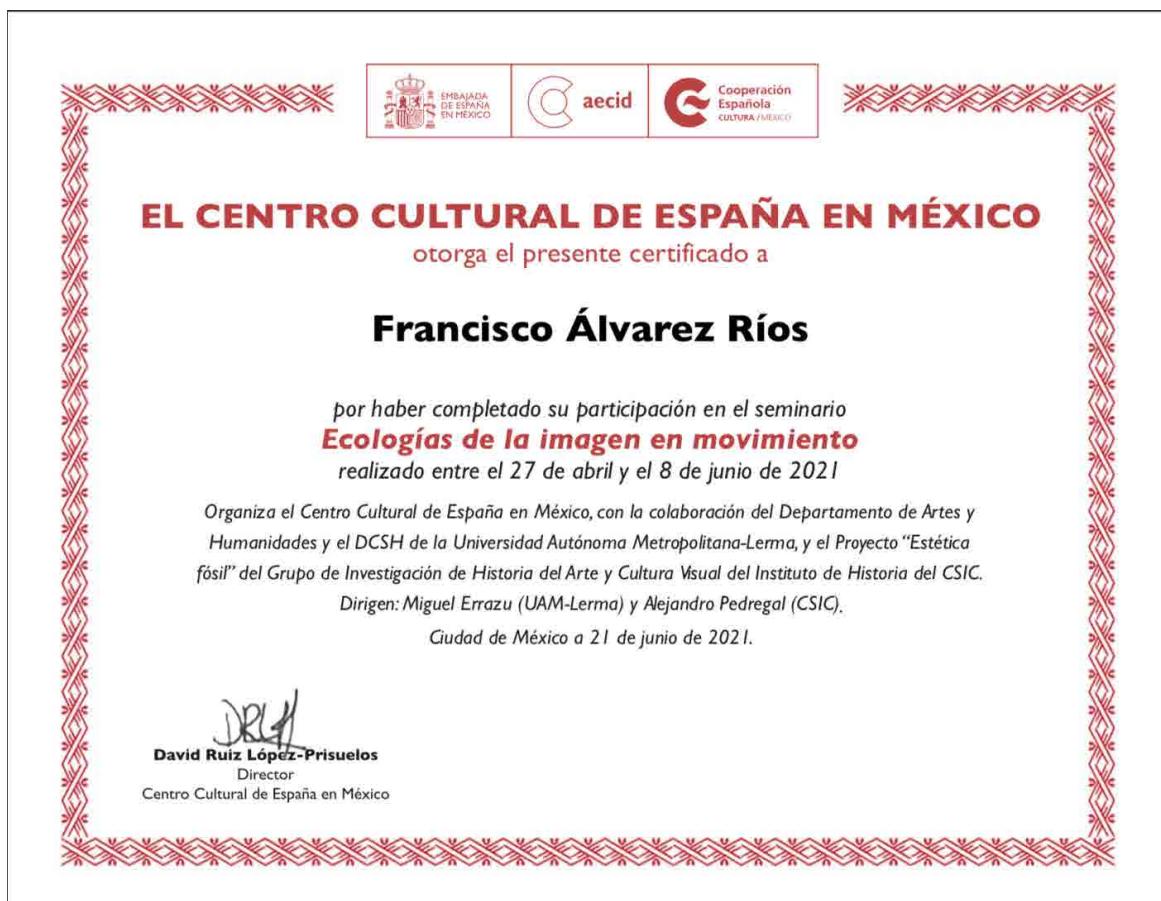 EMBAJADA
DE ESPAÑA
EN MÉXICO
aecid
Cooperación
Española
CULTURA / MÉXICO
EL CENTRO CULTURAL DE ESPAÑA EN MÉXICO
otorga el presente certificado a
Francisco Álvarez Ríos
por haber completado su participación en el seminario
Ecologías de la imagen en movimiento
realizado entre el 27 de abril y el 8 de junio de 2021
Organiza el Centro Cultural de España en México, con la colaboración del Departamento de Artes y
Humanidades y el DCSH de la Universidad Autónoma Metropolitana-Lerma, y el Proyecto “Estética
fósil” del Grupo de Investigación de Historia del Arte y Cultura Visual del Instituto de Historia del CSIC.
Dirigen: Miguel Errazu (UAM-Lerma) y Alejandro Pedregal (CSIC).
Ciudad de México a 21 de junio de 2021.
David Ruiz López-Prisuelos
Director
Centro Cultural de España en México